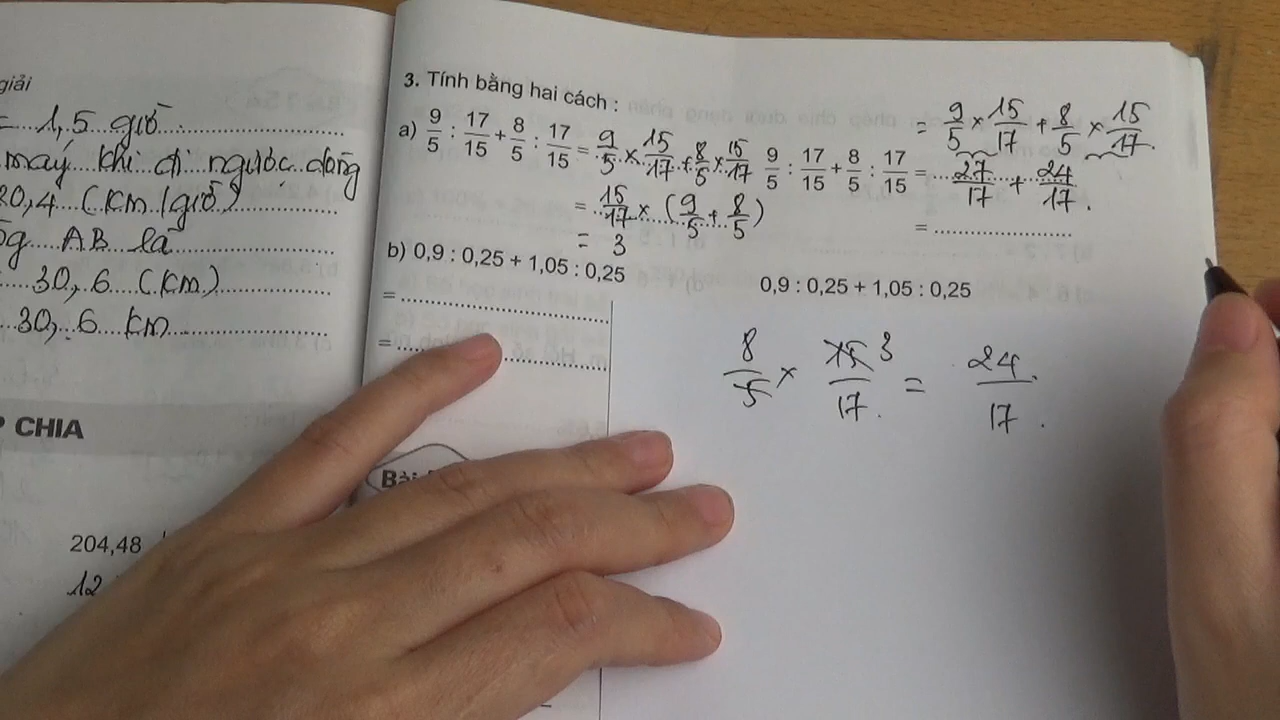 giải
= 1,5 giờ
máy khi đi ngược dòng
20,4 (km/giờ)
AB là
30,6 (km)
30,6 km
CHIA
204,48
12
3. Tính bằng hai cách :
a) 9/5 : 17/15 + 8/5 : 17/15 = 9/5 × 15/17 + 8/5 × 15/17
= 15/17 × (9/5 + 8/5)
= 3
= 9/5 × 15/17 + 8/5 × 15/17.
9/5 : 17/15 + 8/5 : 17/15 = 27/17 + 24/17.
= ....................
b) 0,9 : 0,25 + 1,05 : 0,25
= ....................
= ....................
0,9 : 0,25 + 1,05 : 0,25
8/5 × 15/17 3 = 24/17.
Bài